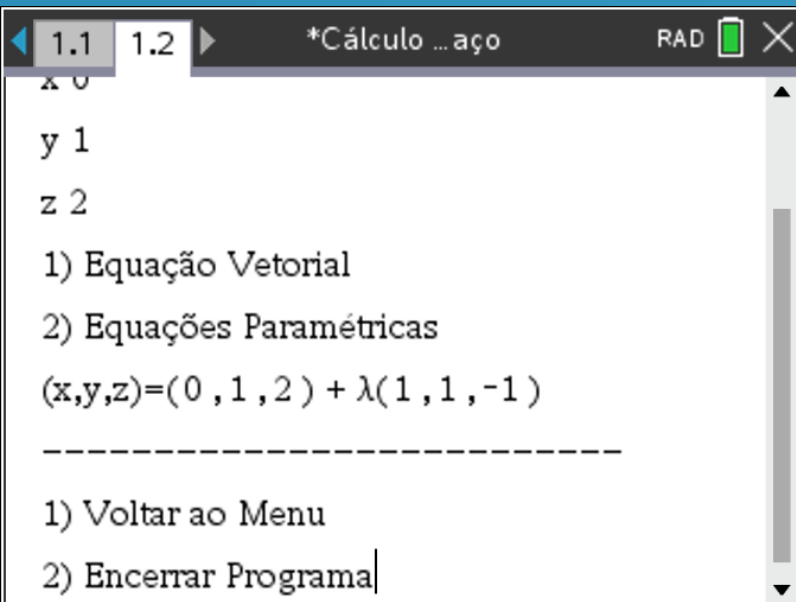 1.1 1.2 *Cálculo ...aço RAD
x 0
y 1
z 2
1) Equação Vetorial
2) Equações Paramétricas
(x,y,z)=(0,1,2)+λ(1,1,-1)
--------------------------
1) Voltar ao Menu
2) Encerrar Programa